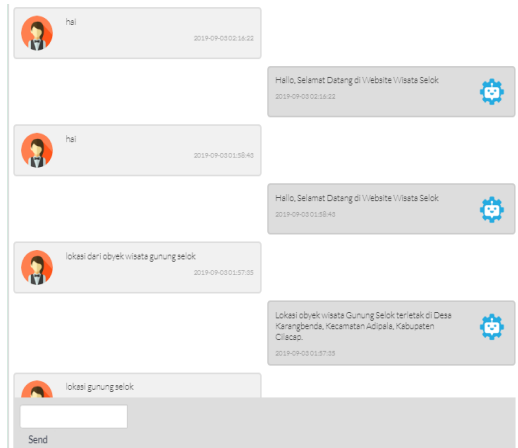 hai
2019-09-03 02:16:22
Hallo, Selamat Datang di Website Wisata Selok
2019-09-03 02:16:22
hai
2019-09-03 01:58:43
Hallo, Selamat Datang di Website Wisata Selok
2019-09-03 01:58:43
lokasi dari obyek wisata gunung selok
2019-09-03 01:57:35
Lokasi obyek wisata Gunung Selok terletak di Desa
Karangbenda, Kecamatan Adipala, Kabupaten
Cilacap.
2019-09-03 01:57:35
lokasi gunung selok
Send